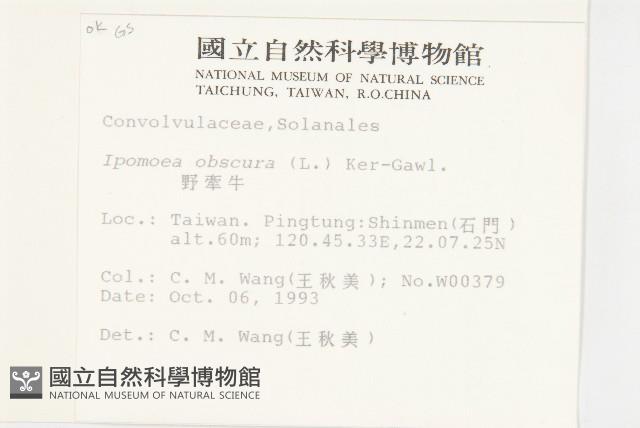 OK GS
國立自然科學博物館
NATIONAL MUSEUM OF NATURAL SCIENCE
TAICHUNG, TAIWAN, R.O.CHINA
Convolvulaceae,Solanales
Ipomoea obscura (L.) Ker-Gawl.
野牽牛
Loc.: Taiwan. Pingtung:Shinmen(石門)
alt.60m; 120.45.33E,22.07.25N
Col.: C. M. Wang(王秋美); No.W00379
Date: Oct. 06, 1993
Det.: C. M. Wang(王秋美)
國立自然科學博物館
NATIONAL MUSEUM OF NATURAL SCIENCE